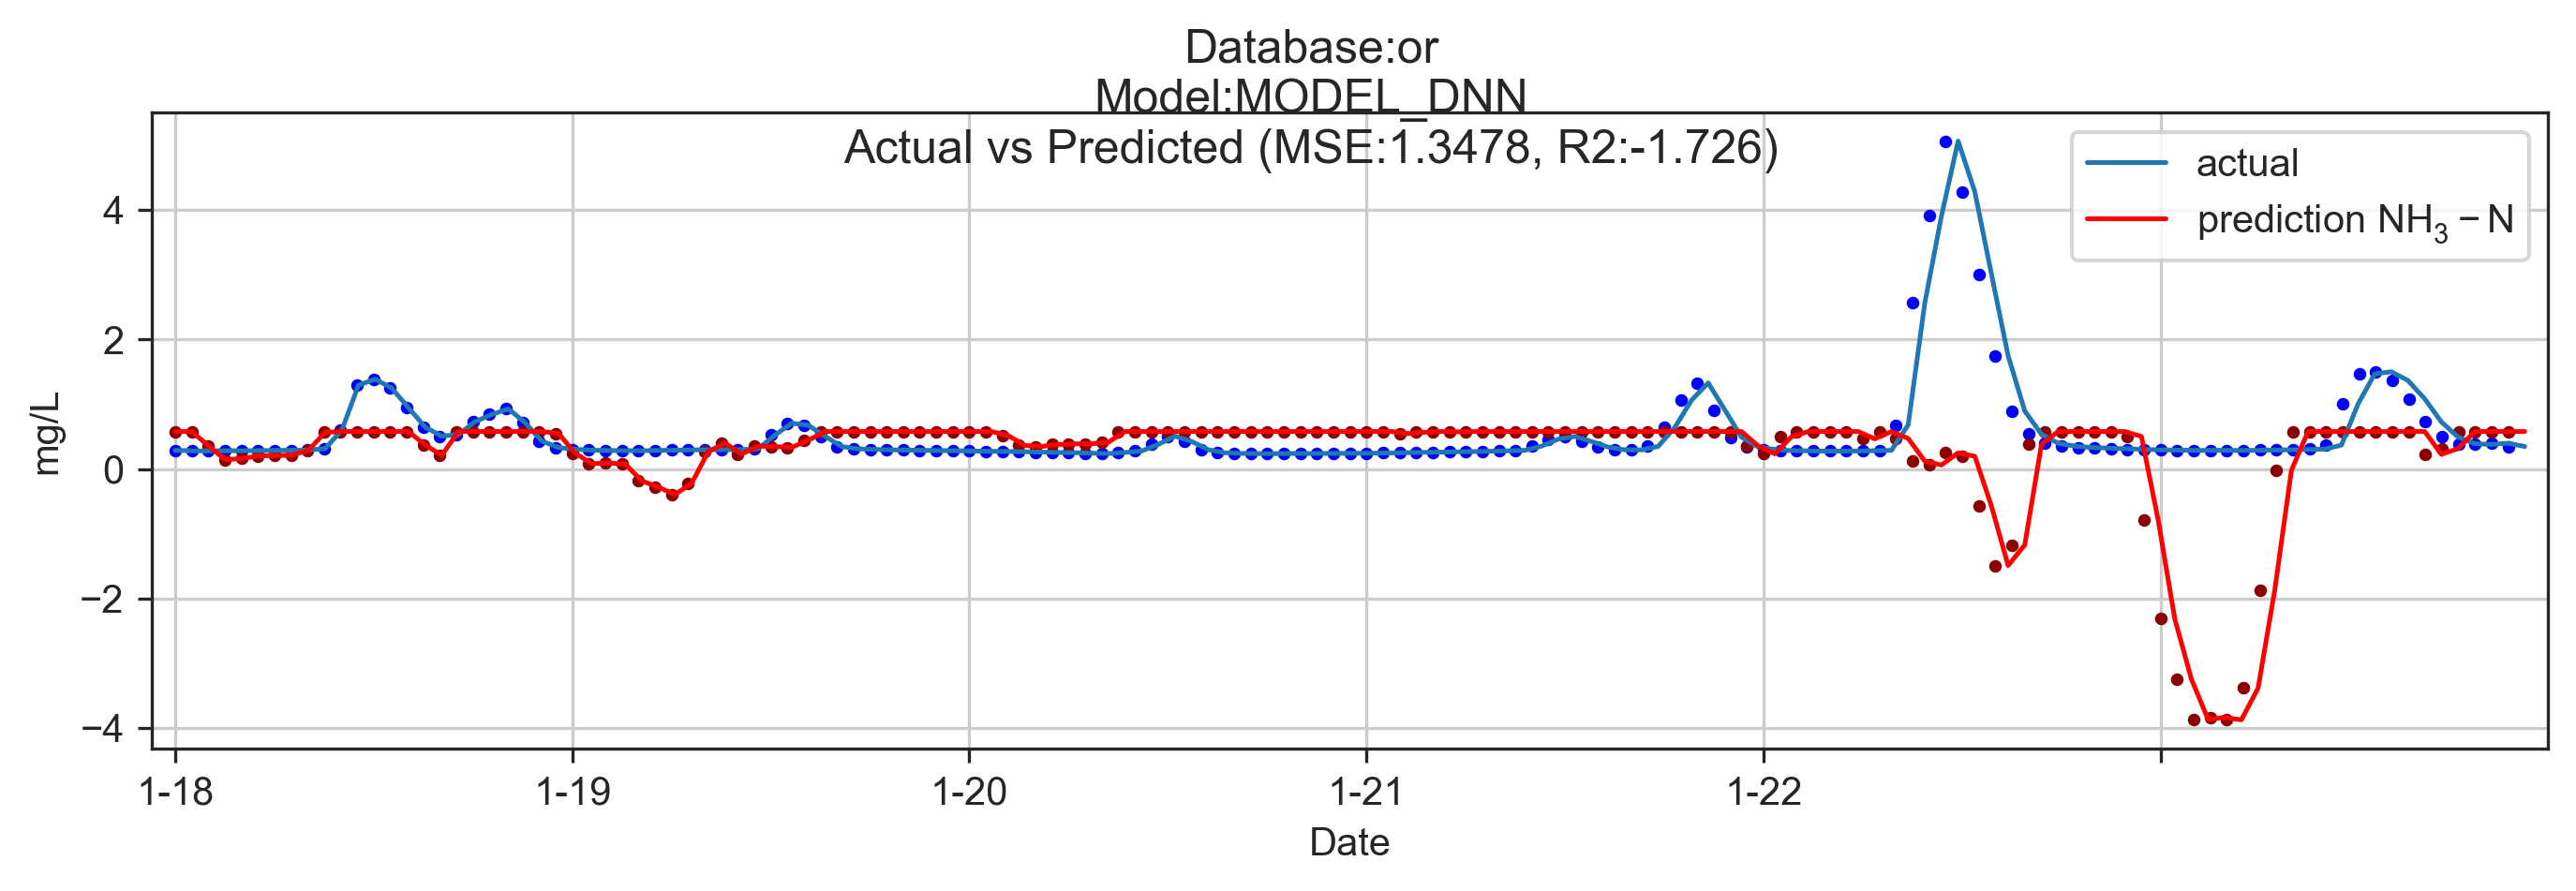 Database:or
Model:MODEL_DNN
Actual vs Predicted (MSE:1.3478, R2:-1.726)
actual
prediction NH₃ − N
mg/L
4
2
0
−2
−4
1-18 1-19 1-20 1-21 1-22
Date